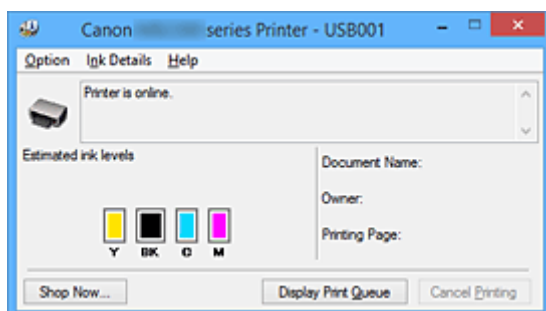 Canon series Printer - USB001
Option Ink Details Help
Printer is online.
Estimated ink levels
Y BK C M
Document Name:
Owner:
Printing Page:
Shop Now... Display Print Queue Cancel Printing